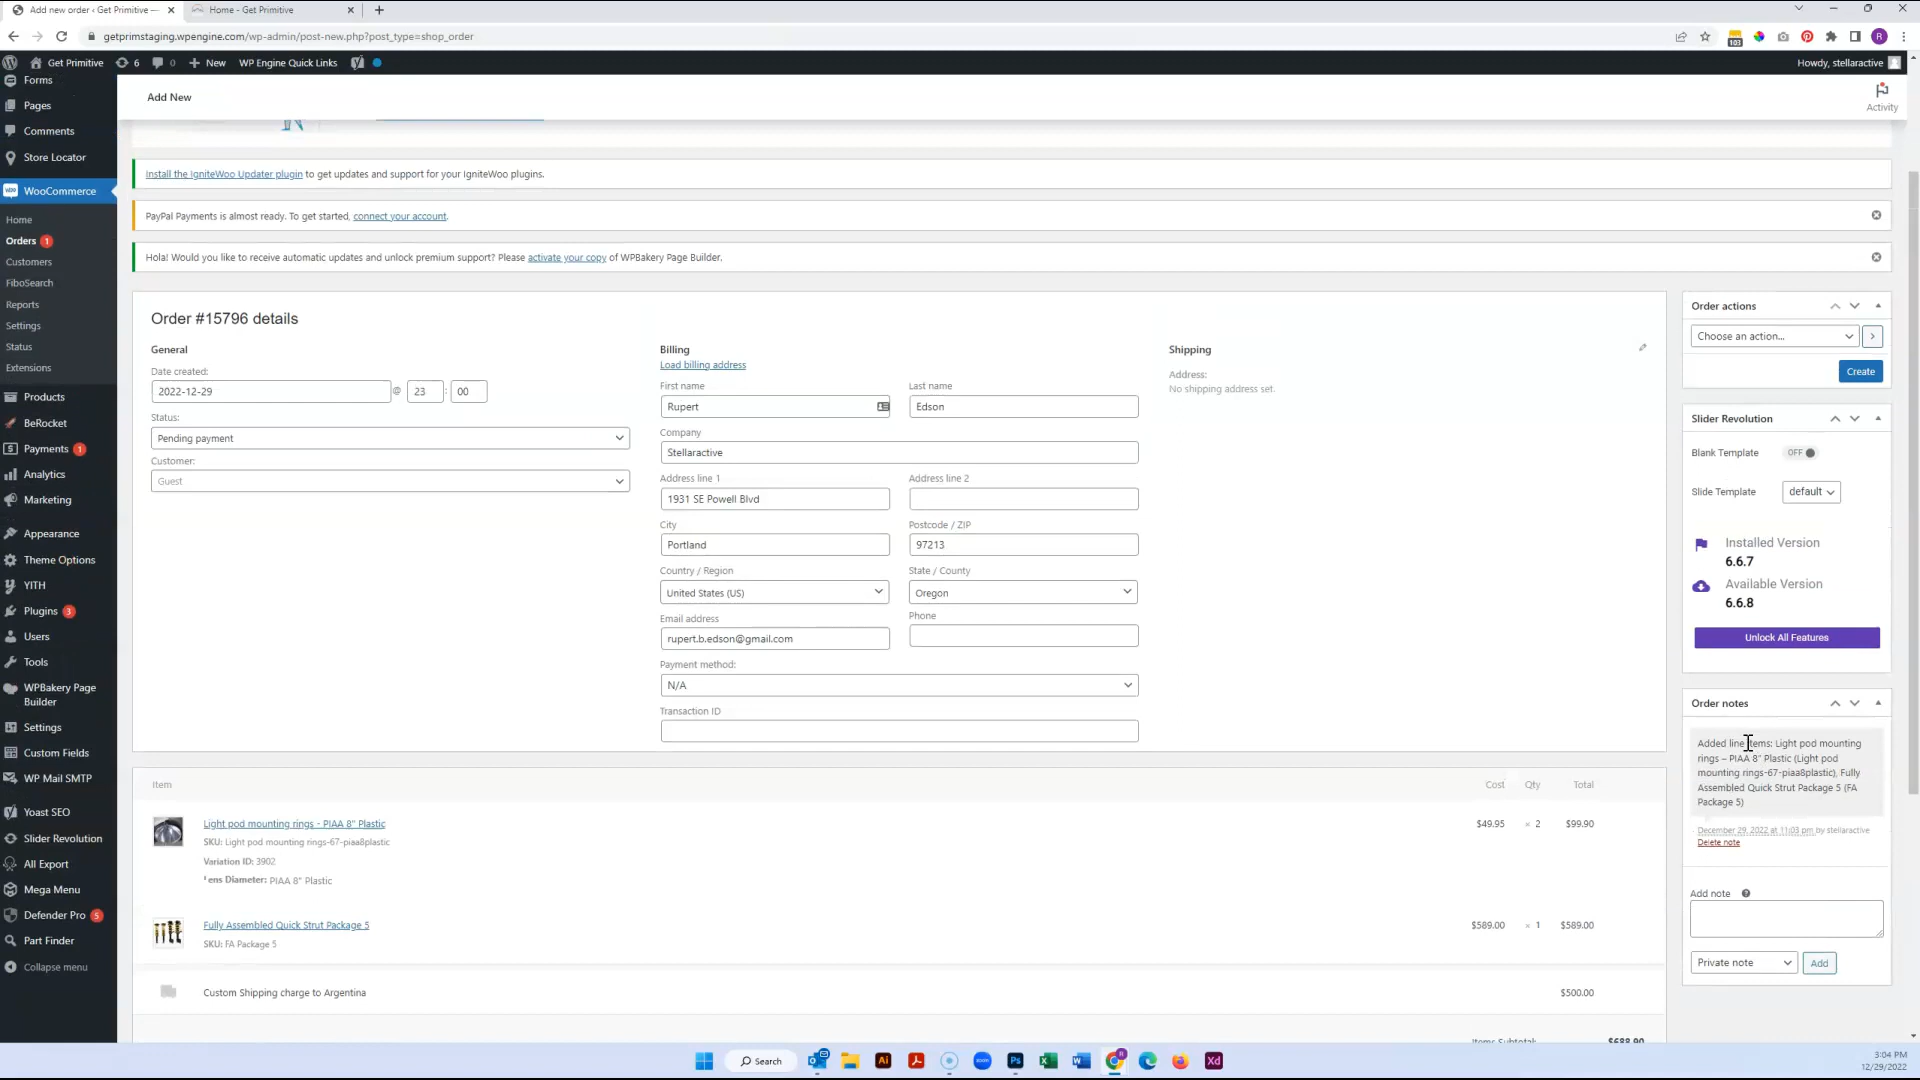 Add new order ‹ Get Primitive —
Home - Get Primitive
getprimstaging.wpengine.com/wp-admin/post-new.php?post_type=shop_order
103
R
Get Primitive
6
0
New
WP Engine Quick Links
Howdy, stellaractive
Forms
Pages
Comments
Store Locator
WooCommerce
Home
Orders 1
Customers
FiboSearch
Reports
Settings
Status
Extensions
Products
BeRocket
Payments 1
Analytics
Marketing
Appearance
Theme Options
YITH
Plugins 3
Users
Tools
WPBakery Page
Builder
Settings
Custom Fields
WP Mail SMTP
Yoast SEO
Slider Revolution
All Export
Mega Menu
Defender Pro 5
Part Finder
Collapse menu
Add New
Activity
Install the IgniteWoo Updater plugin to get updates and support for your IgniteWoo plugins.
PayPal Payments is almost ready. To get started, connect your account.
Hola! Would you like to receive automatic updates and unlock premium support? Please activate your copy of WPBakery Page Builder.
Order #15796 details
General
Date created:
2022-12-29 @ 23 : 00
Status:
Pending payment
Customer:
Guest
Billing
Load billing address
First name
Last name
Rupert
Edson
Company
Stellaractive
Address line 1
Address line 2
1931 SE Powell Blvd
City
Postcode / ZIP
Portland
97213
Country / Region
State / County
United States (US)
Oregon
Email address
Phone
rupert.b.edson@gmail.com
Payment method:
N/A
Transaction ID
Shipping
Address:
No shipping address set.
Item
Cost
Qty
Total
Light pod mounting rings - PIAA 8" Plastic
$49.95 × 2 $99.90
SKU: Light pod mounting rings-67-piaa8plastic
Variation ID: 3902
ens Diameter: PIAA 8" Plastic
Fully Assembled Quick Strut Package 5
$589.00 × 1 $589.00
SKU: FA Package 5
Custom Shipping charge to Argentina
$500.00
Items Subtotal:
$688.90
Order actions
Choose an action...
Create
Slider Revolution
Blank Template
OFF
Slide Template
default
Installed Version
6.6.7
Available Version
6.6.8
Unlock All Features
Order notes
Added line items: Light pod mounting
rings – PIAA 8" Plastic (Light pod
mounting rings-67-piaa8plastic), Fully
Assembled Quick Strut Package 5 (FA
Package 5)
December 29, 2022 at 11:03 pm by stellaractive
Delete note
Add note
Private note
Add
Search
Ai
Ps
Xd
3:04 PM
12/29/2022